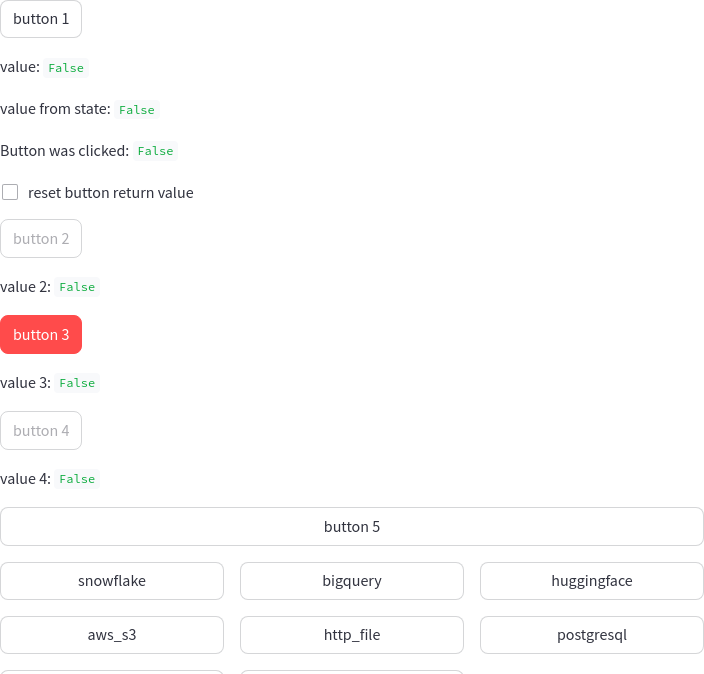 button 1
value: False
value from state: False
Button was clicked: False
reset button return value
button 2
value 2: False
button 3
value 3: False
button 4
value 4: False
button 5
snowflake bigquery huggingface
aws_s3 http_file postgresql